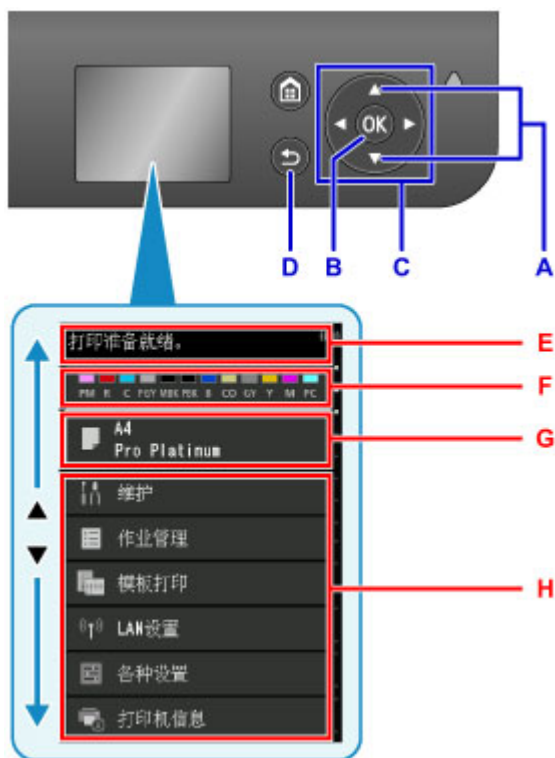 OK
D B C A
打印准备就绪。
E
PM R C FGY MBK PBK B CO GY Y M PC
F
A4
Pro Platinum
G
维护
作业管理
模板打印
H
LAN设置
各种设置
打印机信息